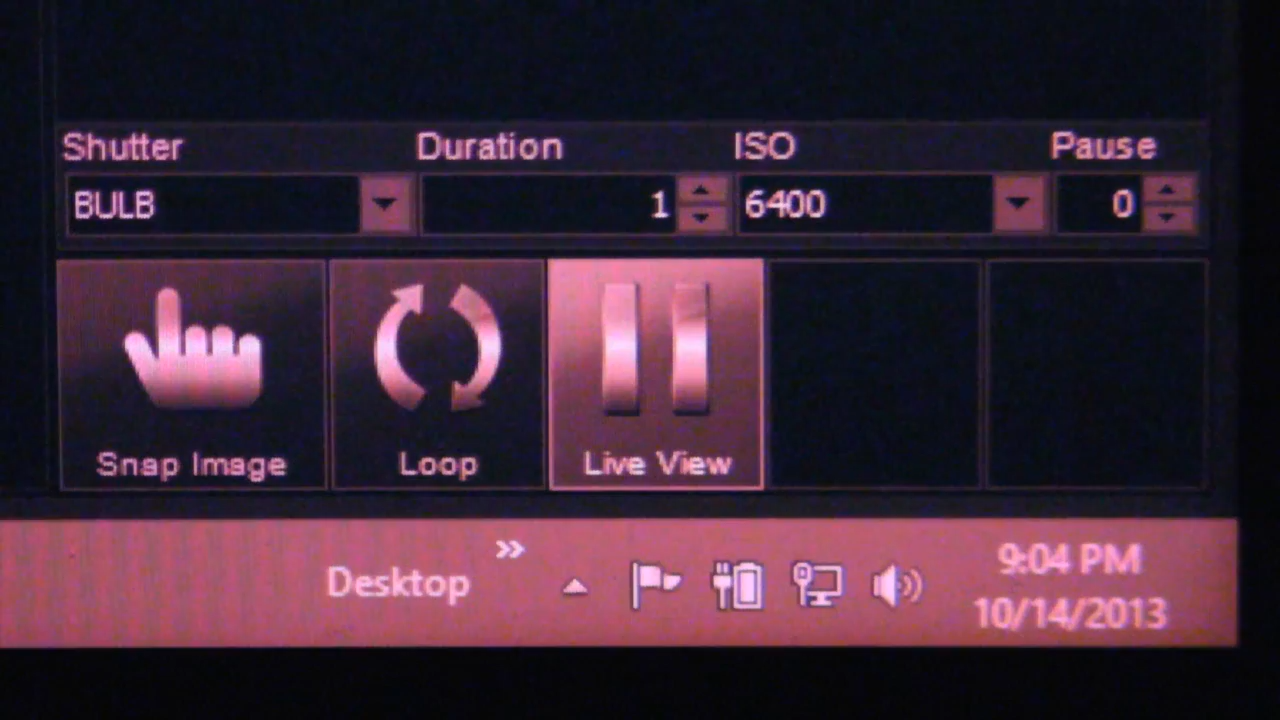 Shutter Duration ISO Pause
BULB 1 6400 0
Snap Image Loop Live View
Desktop »
9:04 PM
10/14/2013